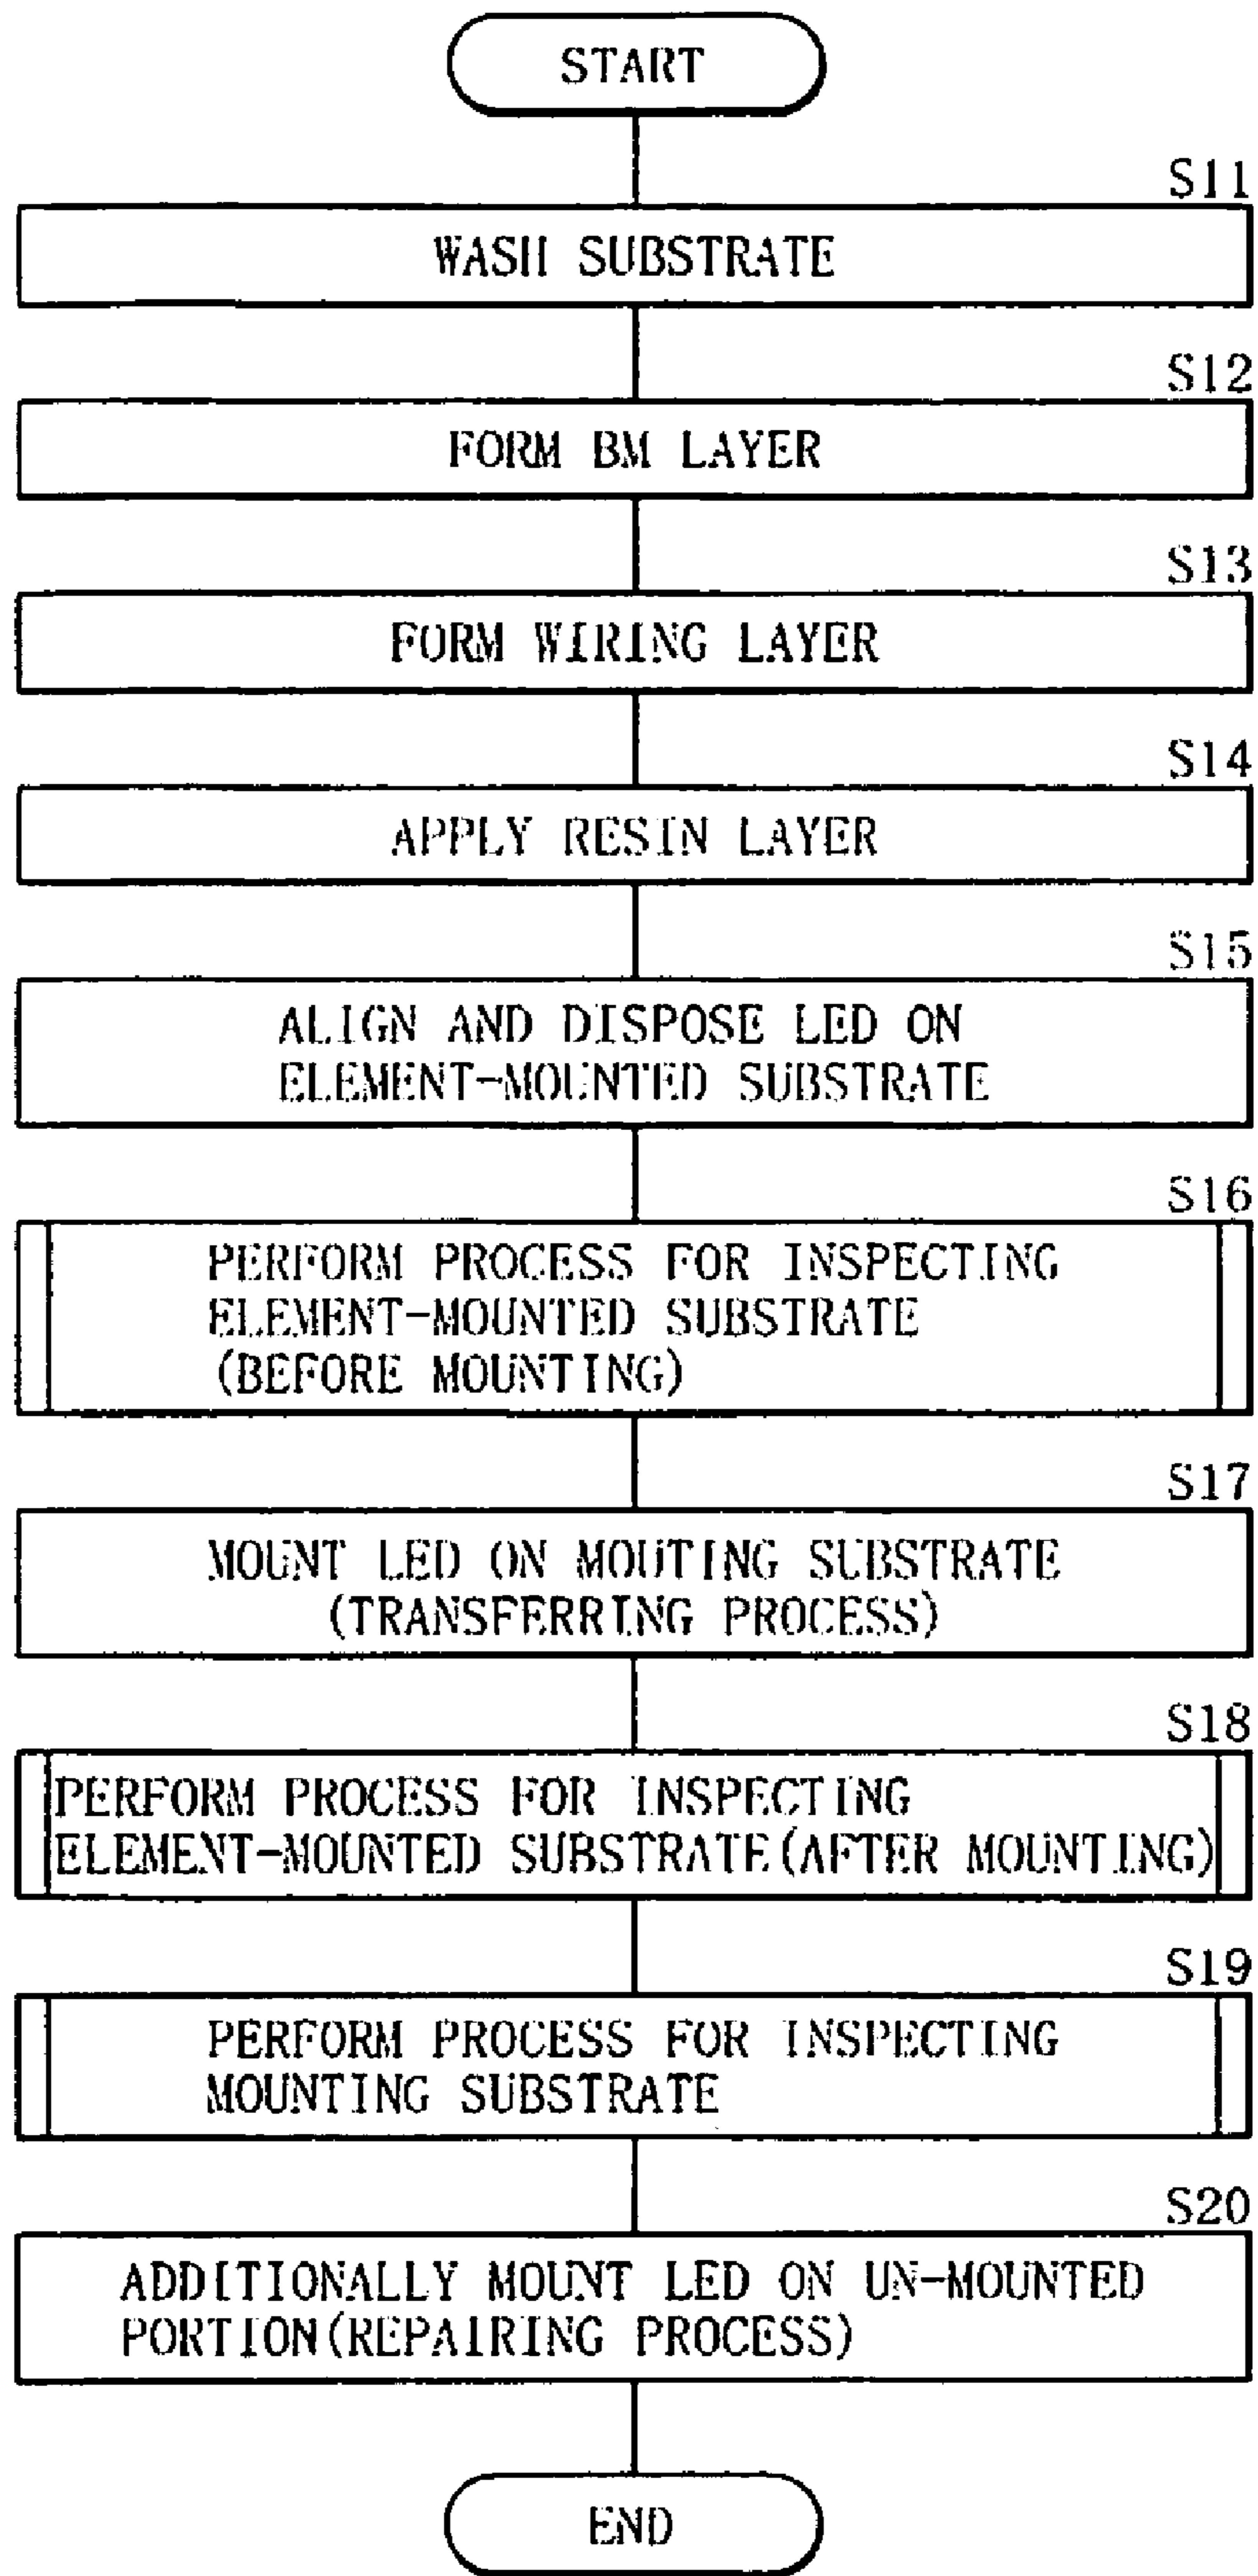 START
S11
WASH SUBSTRATE
S12
FORM BM LAYER
S13
FORM WIRING LAYER
S14
APPLY RESIN LAYER
S15
ALIGN AND DISPOSE LED ON
ELEMENT-MOUNTED SUBSTRATE
S16
PERFORM PROCESS FOR INSPECTING
ELEMENT-MOUNTED SUBSTRATE
(BEFORE MOUNTING)
S17
MOUNT LED ON MOUTING SUBSTRATE
(TRANSFERRING PROCESS)
S18
PERFORM PROCESS FOR INSPECTING
ELEMENT-MOUNTED SUBSTRATE(AFTER MOUNTING)
S19
PERFORM PROCESS FOR INSPECTING
MOUNTING SUBSTRATE
S20
ADDITIONALLY MOUNT LED ON UN-MOUNTED
PORTION(REPAIRING PROCESS)
END